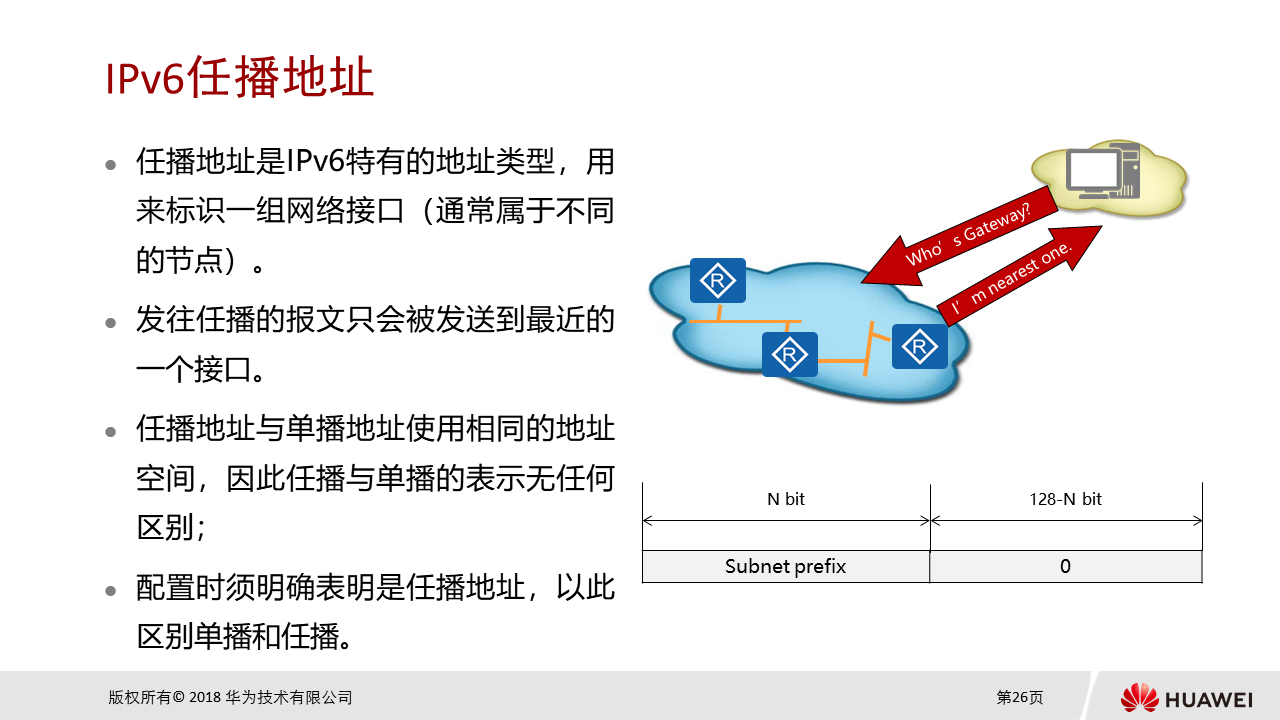 IPv6任播地址
● 任播地址是IPv6特有的地址类型，用
来标识一组网络接口（通常属于不同
的节点）。
● 发往任播的报文只会被发送到最近的
一个接口。
● 任播地址与单播地址使用相同的地址
空间，因此任播与单播的表示无任何
区别；
● 配置时须明确表明是任播地址，以此
区别单播和任播。
Who’s Gateway?
I’m nearest one.
R
R
R
N bit
128-N bit
Subnet prefix
0
版权所有© 2018 华为技术有限公司
第26页
HUAWEI